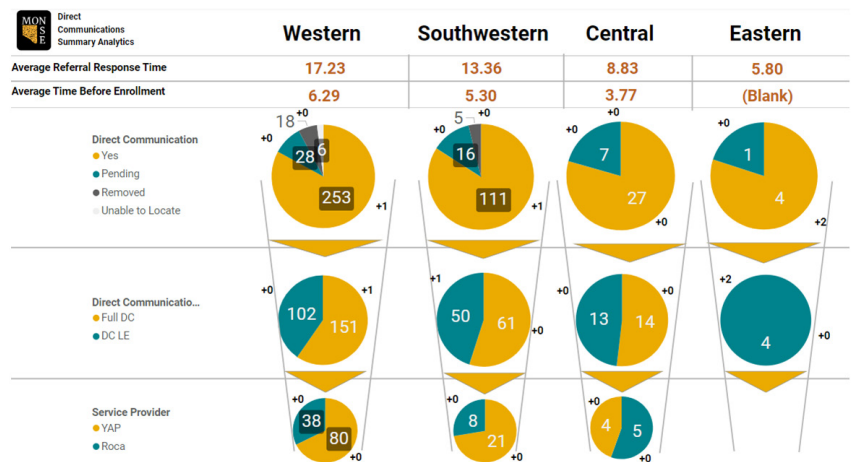 MON
S
E
Direct
Communications
Summary Analytics
Western
Southwestern
Central
Eastern
Average Referral Response Time
17.23
13.36
8.83
5.80
Average Time Before Enrollment
6.29
5.30
3.77
(Blank)
Direct Communication
Yes
Pending
Removed
Unable to Locate
+0
18
+0
28
6
253
+1
+0
5
+0
16
111
+1
+0
+0
7
27
+0
+0
+0
1
4
+2
Direct Communicatio...
Full DC
DC LE
+0
+1
102
151
+1
+0
50
61
+0
+0
+0
13
14
+2
4
+0
Service Provider
YAP
Roca
+0
38
80
+0
+0
8
21
+0
+0
4
5
+0